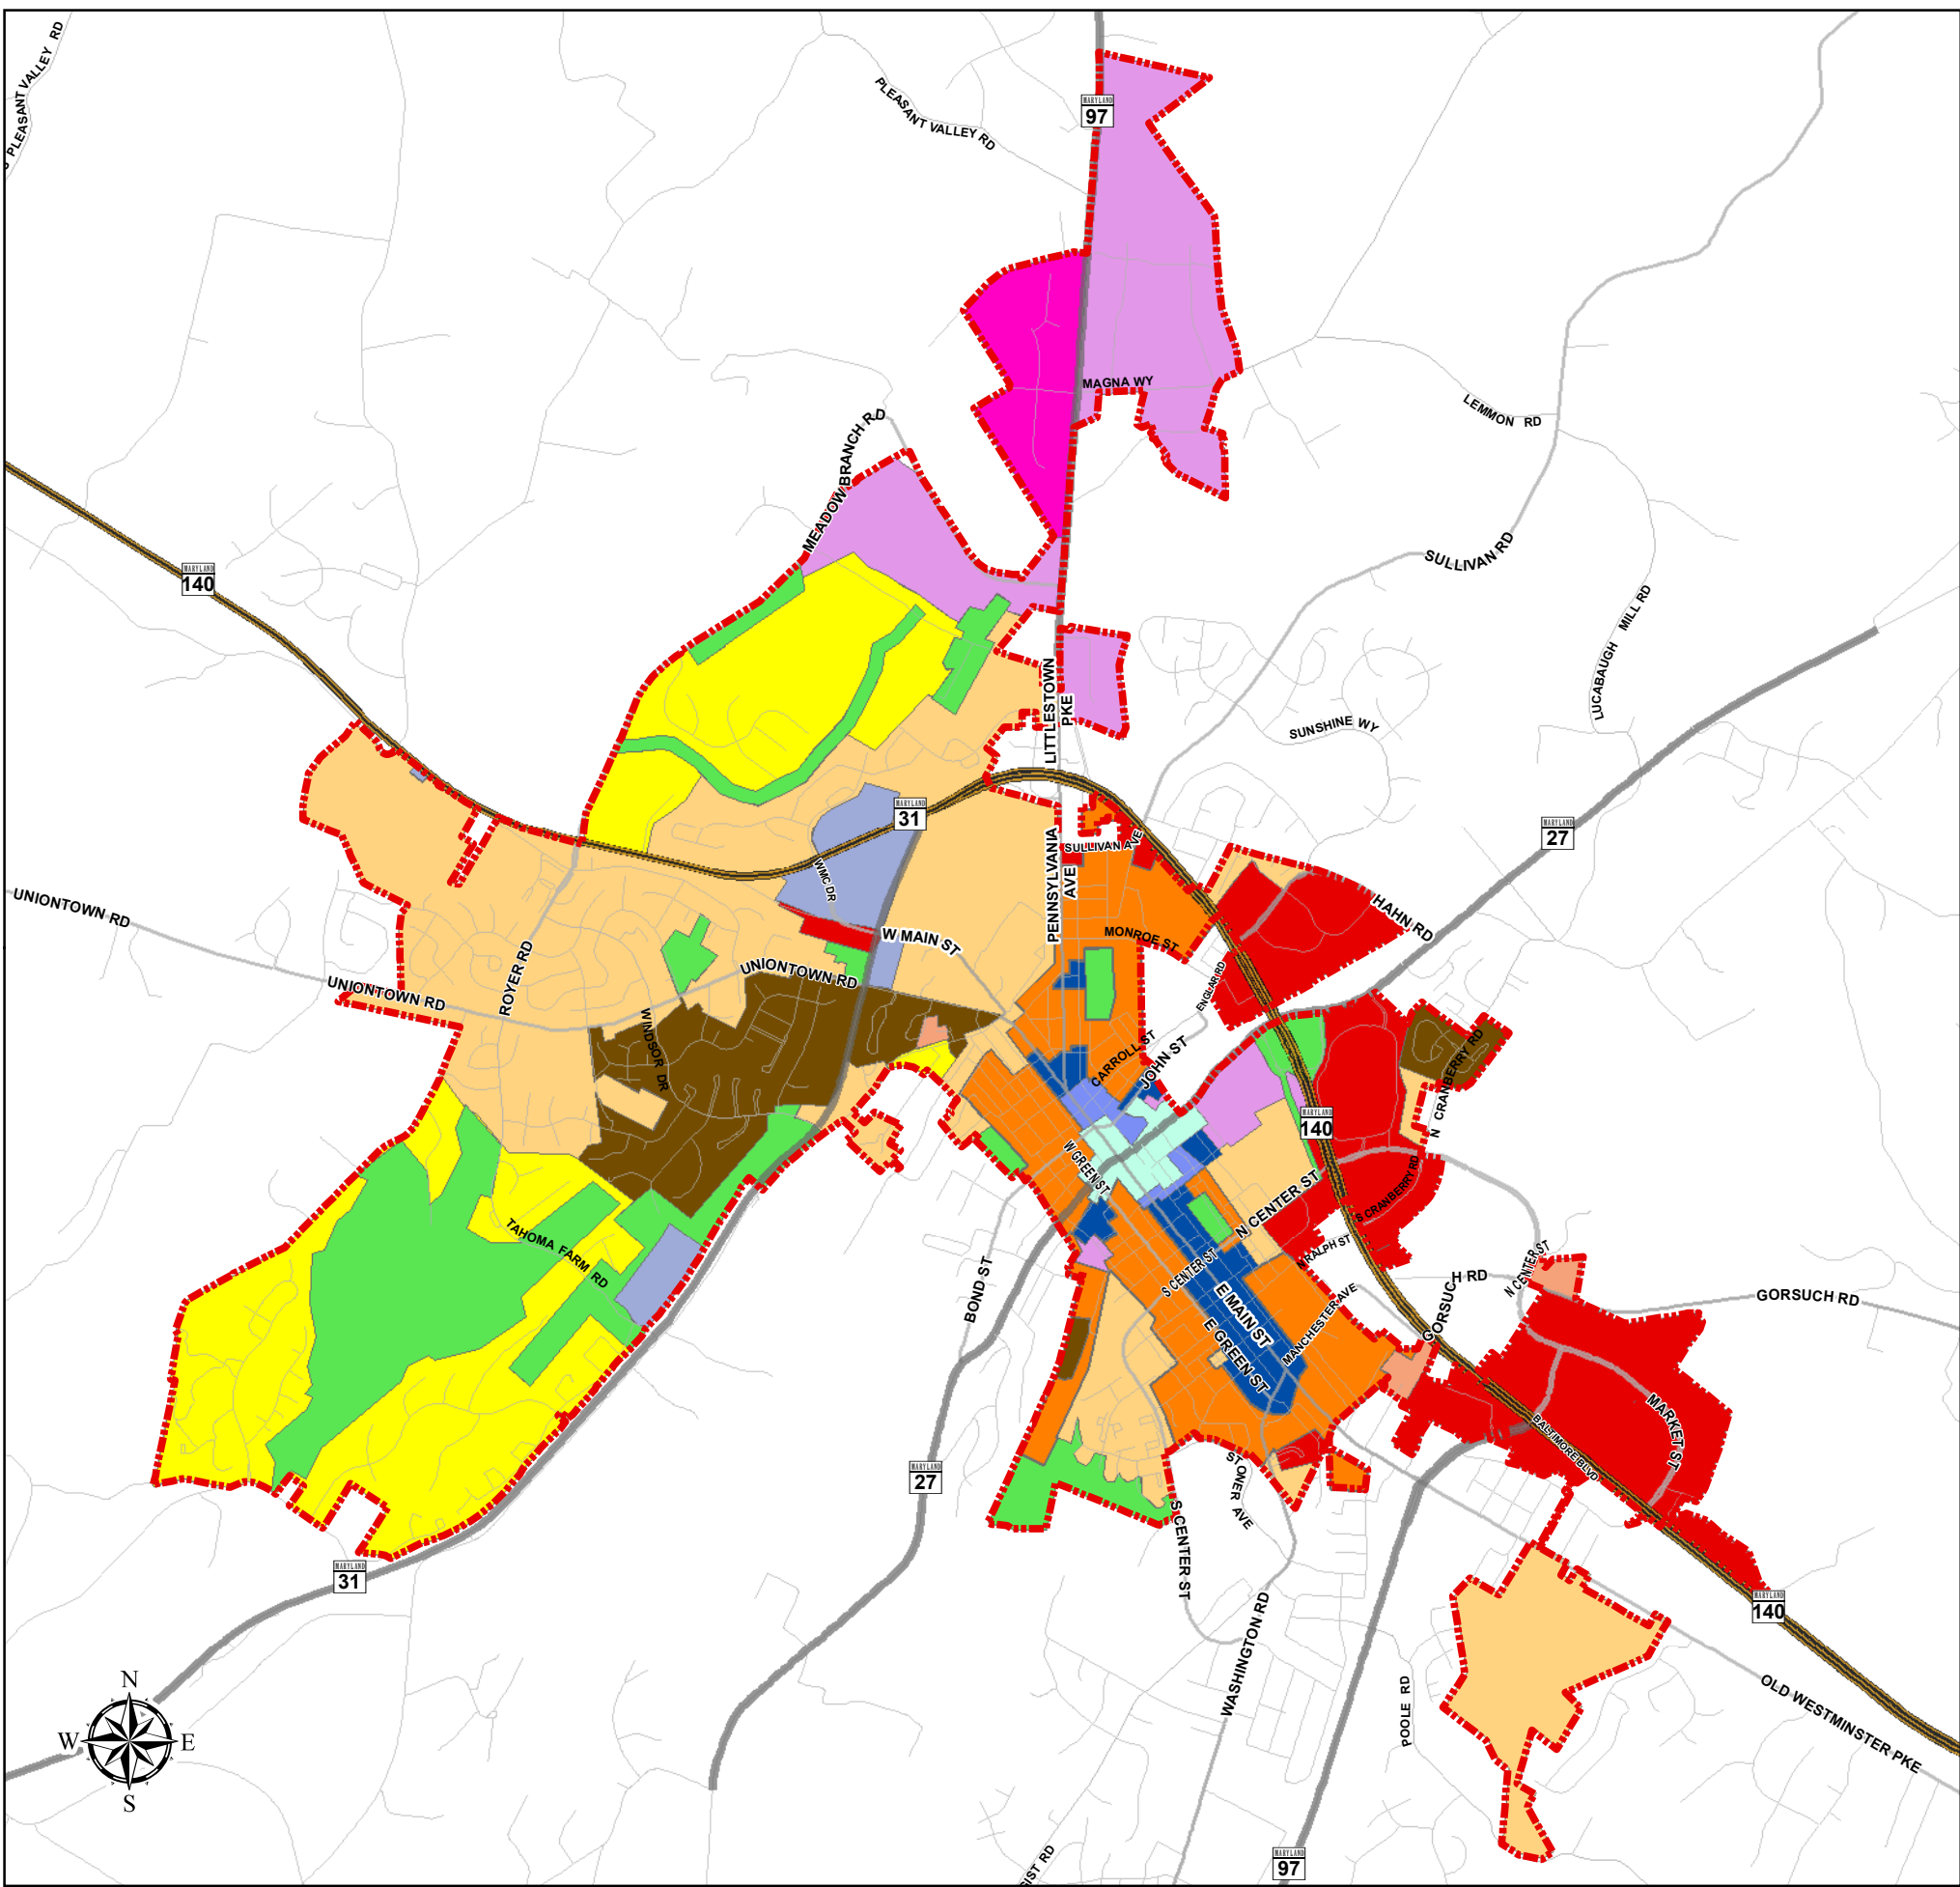 S PLEASANT VALLEY RD
PLEASANT VALLEY RD
MARYLAND
97
MAGNA WY
LEMMON RD
MEADOW BRANCH RD
SULLIVAN RD
MARYLAND
140
LUCABAUGH MILL RD
LITTLESTOWN
PKE
SUNSHINE WY
MARYLAND
31
MARYLAND
27
SULLIVAN AVE
WMC DR
PENNSYLVANIA
AVE
UNIONTOWN RD
HAHN RD
W MAIN ST
MONROE ST
ROYER RD
UNIONTOWN RD
UNIONTOWN RD
ENGLAR RD
WINDSOR DR
CARROLL ST
JOHN ST
N CRANBERRY RD
MARYLAND
140
W GREEN ST
N CENTER ST
S CRANBERRY RD
TAHOMA FARM RD
BOND ST
S CENTER ST
N RALPH ST
N CENTER ST
GORSUCH RD
GORSUCH RD
E MAIN ST
E GREEN ST
MANCHESTER AVE
MARKET ST
BALTIMORE BLVD
MARYLAND
27
STONER AVE
S CENTER ST
MARYLAND
31
MARYLAND
140
WASHINGTON RD
POOLE RD
OLD WESTMINSTER PKE
N
W E
S
MARYLAND
97
GIST RD